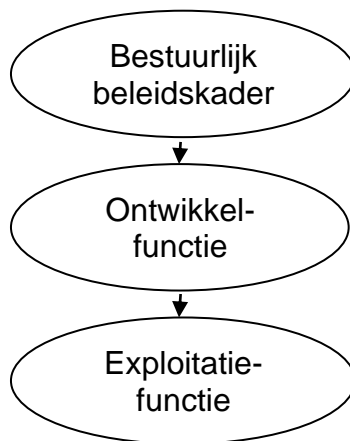 Bestuurlijk
beleidskader
Ontwikkel-
functie
Exploitatie-
functie